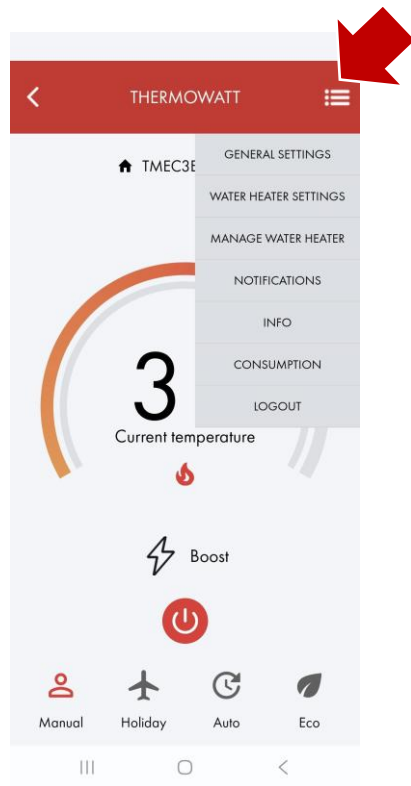 THERMOWATT
TMEC3E
GENERAL SETTINGS
WATER HEATER SETTINGS
MANAGE WATER HEATER
NOTIFICATIONS
INFO
CONSUMPTION
LOGOUT
3
Current temperature
Boost
Manual Holiday Auto Eco